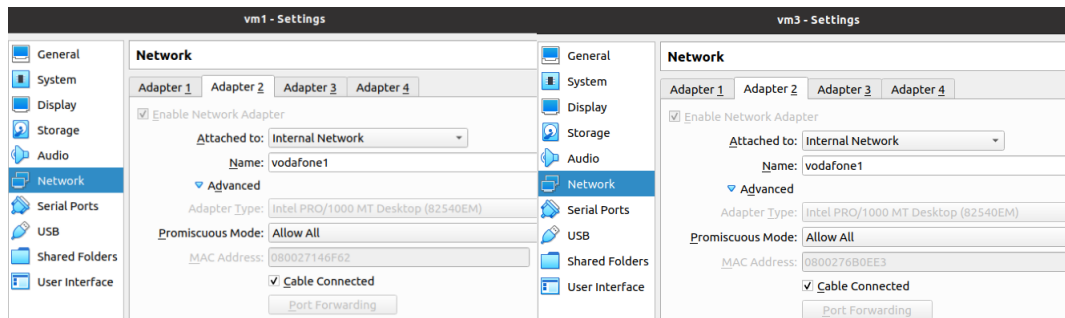 vm1 - Settings
General
System
Display
Storage
Audio
Network
Serial Ports
USB
Shared Folders
User Interface
Network
Adapter 1 Adapter 2 Adapter 3 Adapter 4
Enable Network Adapter
Attached to: Internal Network
Name: vodafone1
Advanced
Adapter Type: Intel PRO/1000 MT Desktop (82540EM)
Promiscuous Mode: Allow All
MAC Address: 080027146F62
Cable Connected
Port Forwarding
vm3 - Settings
General
System
Display
Storage
Audio
Network
Serial Ports
USB
Shared Folders
User Interface
Network
Adapter 1 Adapter 2 Adapter 3 Adapter 4
Enable Network Adapter
Attached to: Internal Network
Name: vodafone1
Advanced
Adapter Type: Intel PRO/1000 MT Desktop (82540EM)
Promiscuous Mode: Allow All
MAC Address: 0800276B0EE3
Cable Connected
Port Forwarding